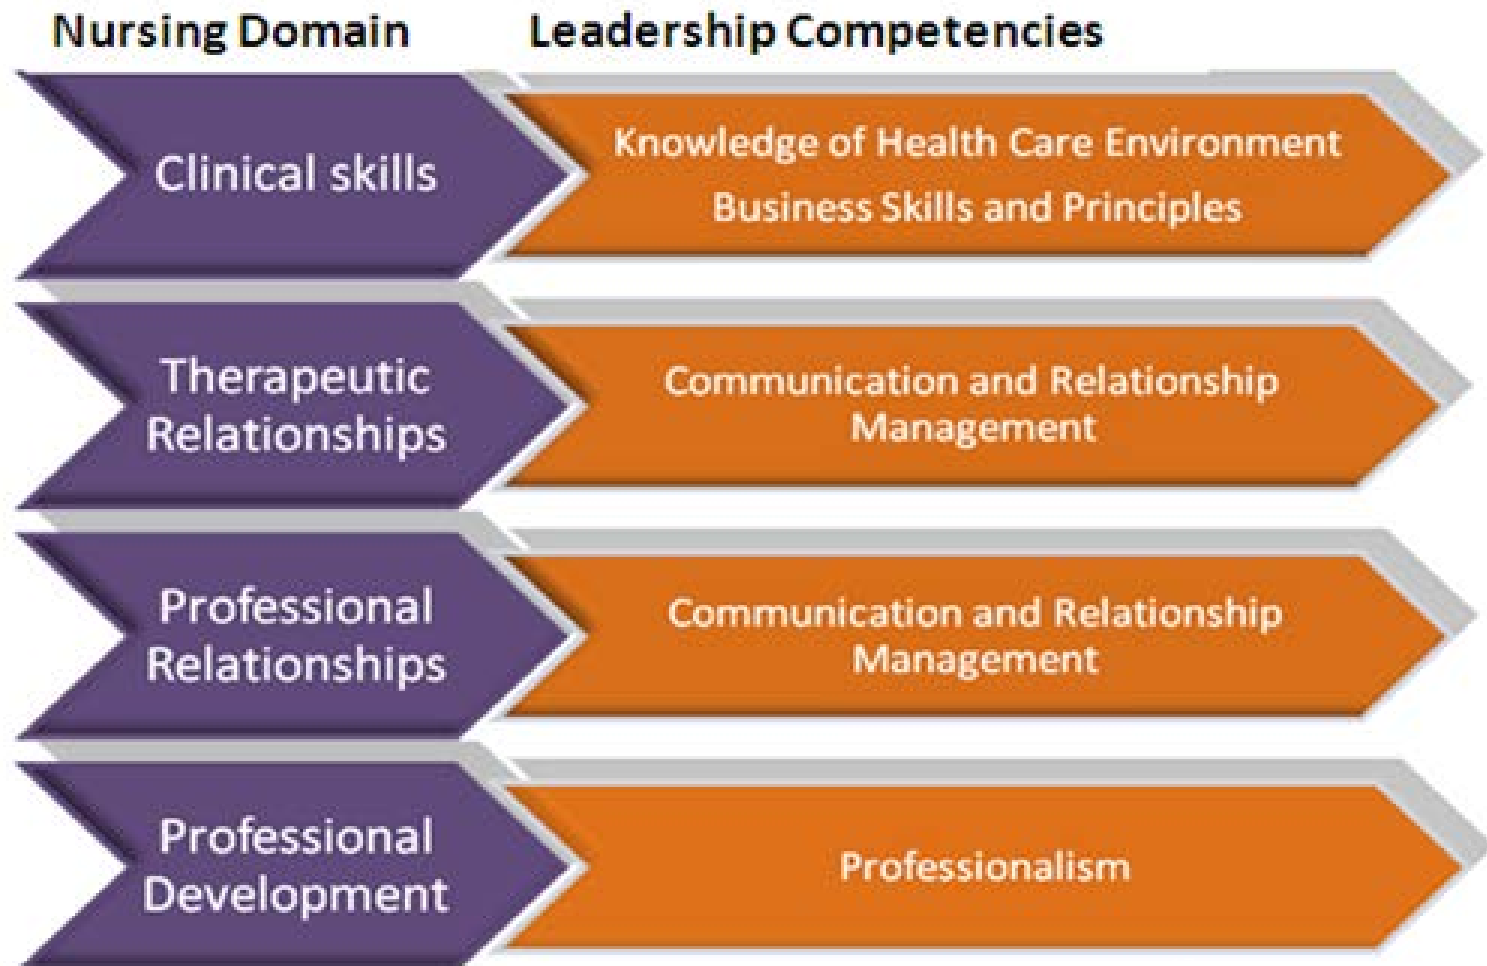 Nursing Domain
Leadership Competencies
Clinical skills
Knowledge of Health Care Environment
Business Skills and Principles
Therapeutic
Relationships
Communication and Relationship
Management
Professional
Relationships
Communication and Relationship
Management
Professional
Development
Professionalism